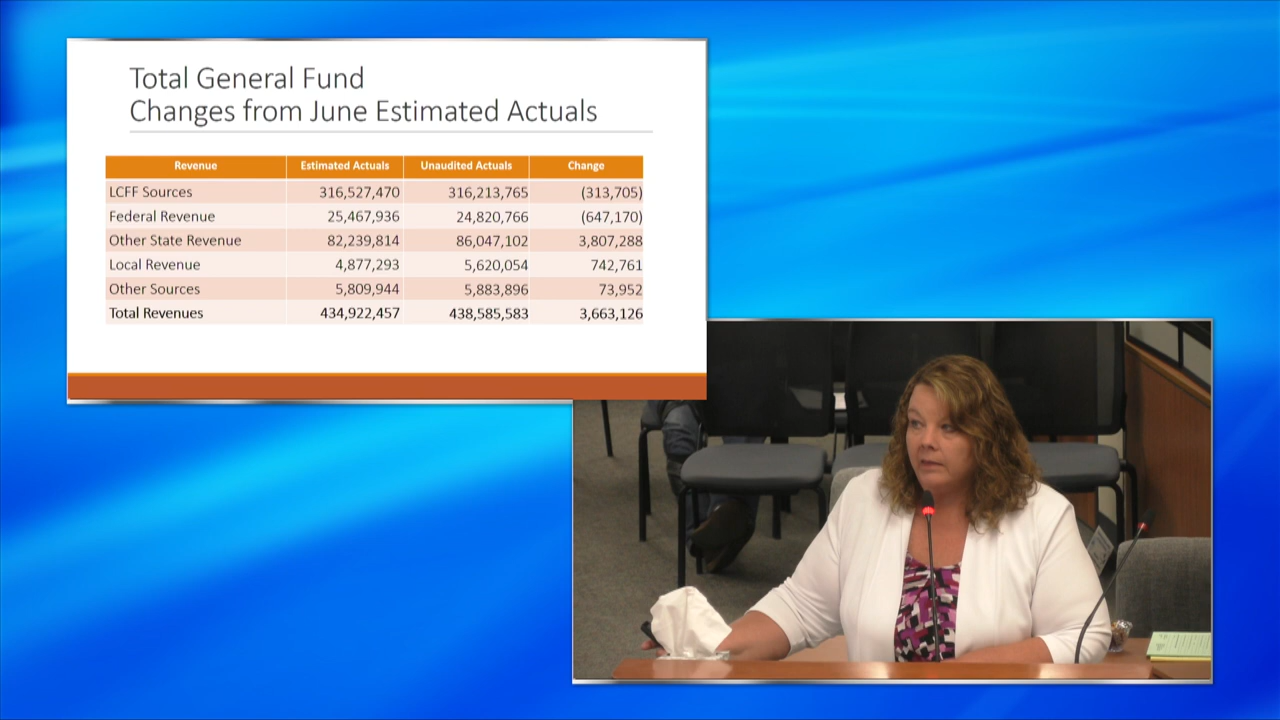 Total General Fund
Changes from June Estimated Actuals
Revenue Estimated Actuals Unaudited Actuals Change
LCFF Sources 316,527,470 316,213,765 (313,705)
Federal Revenue 25,467,936 24,820,766 (647,170)
Other State Revenue 82,239,814 86,047,102 3,807,288
Local Revenue 4,877,293 5,620,054 742,761
Other Sources 5,809,944 5,883,896 73,952
Total Revenues 434,922,457 438,585,583 3,663,126